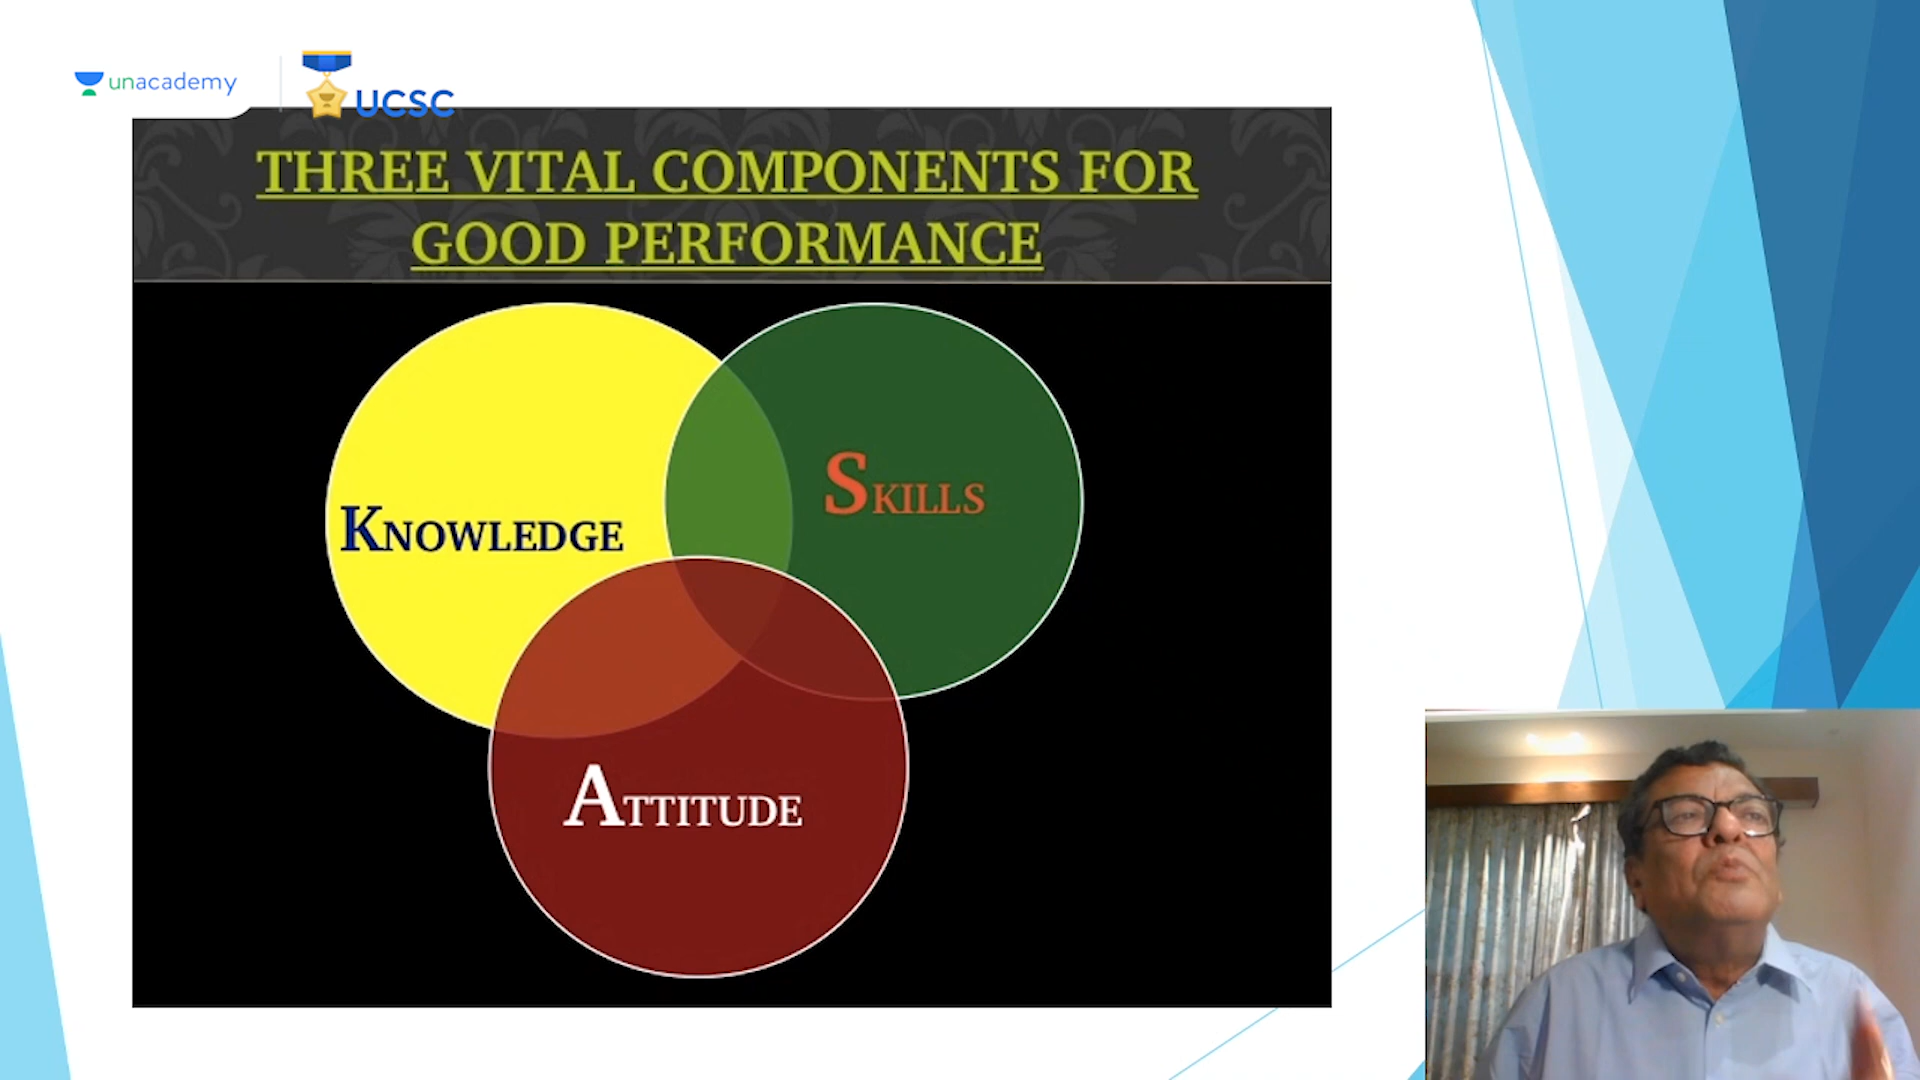 unacademy
UCSC
THREE VITAL COMPONENTS FOR
GOOD PERFORMANCE
KNOWLEDGE
SKILLS
ATTITUDE